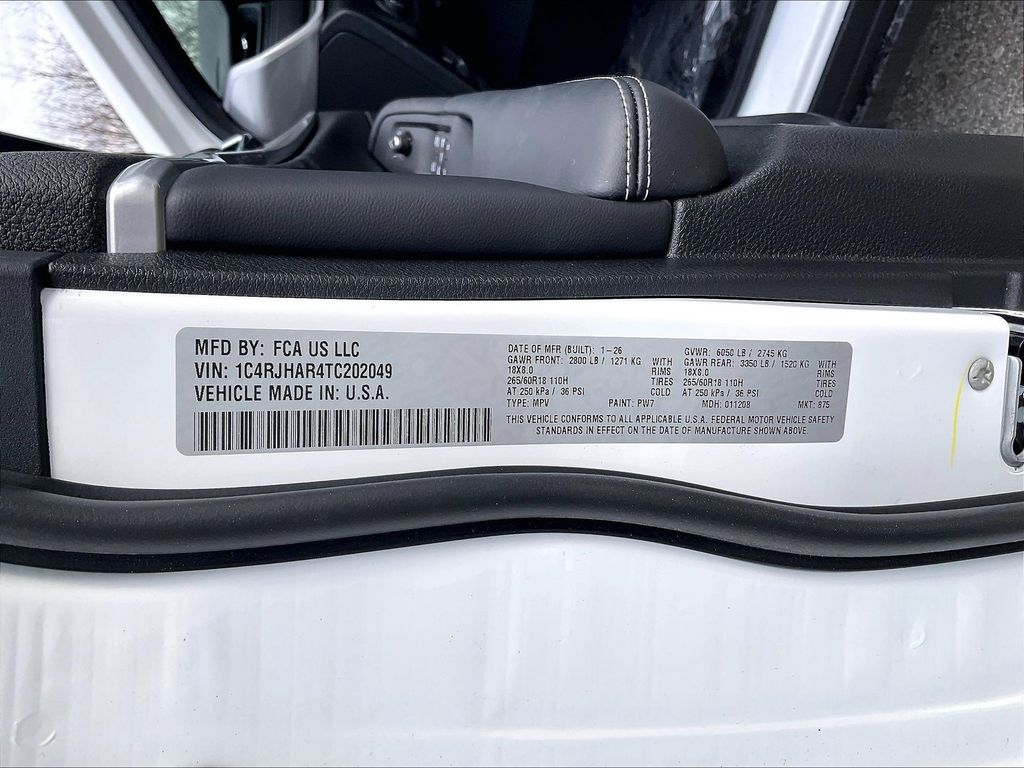 MFD BY: FCA US LLC
VIN: 1C4RJHAR4TC202049
VEHICLE MADE IN: U.S.A.
DATE OF MFR (BUILT): 1-26
GAWR FRONT: 2800 LB / 1271 KG WITH
18X8.0 RIMS
265/60R18 110H TIRES
AT 250 kPa / 36 PSI COLD
TYPE: MPV PAINT: PW7
GVWR: 6050 LB / 2745 KG
GAWR REAR: 3350 LB / 1520 KG WITH
18X8.0 RIMS
265/60R18 110H TIRES
AT 250 kPa / 36 PSI COLD
MDH: 011208 MKT: 875
THIS VEHICLE CONFORMS TO ALL APPLICABLE U.S.A. FEDERAL MOTOR VEHICLE SAFETY
STANDARDS IN EFFECT ON THE DATE OF MANUFACTURE SHOWN ABOVE.